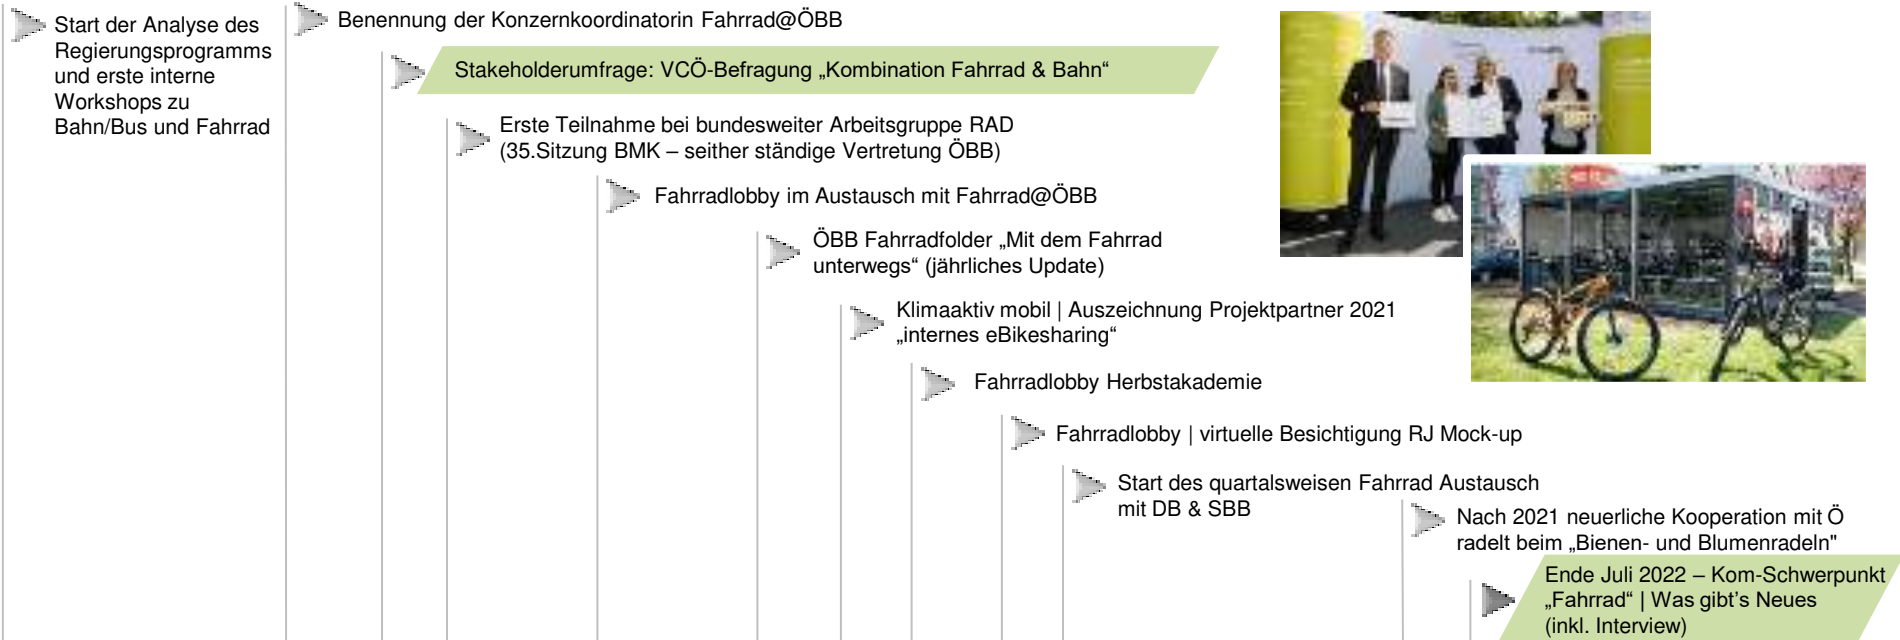 Start der Analyse des
Regierungsprogramms
und erste interne
Workshops zu
Bahn/Bus und Fahrrad
Benennung der Konzernkoordinatorin Fahrrad@ÖBB
Stakeholderumfrage: VCÖ-Befragung „Kombination Fahrrad & Bahn“
Erste Teilnahme bei bundesweiter Arbeitsgruppe RAD
(35.Sitzung BMK – seither ständige Vertretung ÖBB)
Fahrradlobby im Austausch mit Fahrrad@ÖBB
ÖBB Fahrradfolder „Mit dem Fahrrad
unterwegs“ (jährliches Update)
Klimaaktiv mobil | Auszeichnung Projektpartner 2021
„internes eBikesharing“
Fahrradlobby Herbstakademie
Fahrradlobby | virtuelle Besichtigung RJ Mock-up
Start des quartalsweisen Fahrrad Austausch
mit DB & SBB
Nach 2021 neuerliche Kooperation mit Ö
radelt beim „Bienen- und Blumenradeln"
Ende Juli 2022 – Kom-Schwerpunkt
„Fahrrad“ | Was gibt’s Neues
(inkl. Interview)